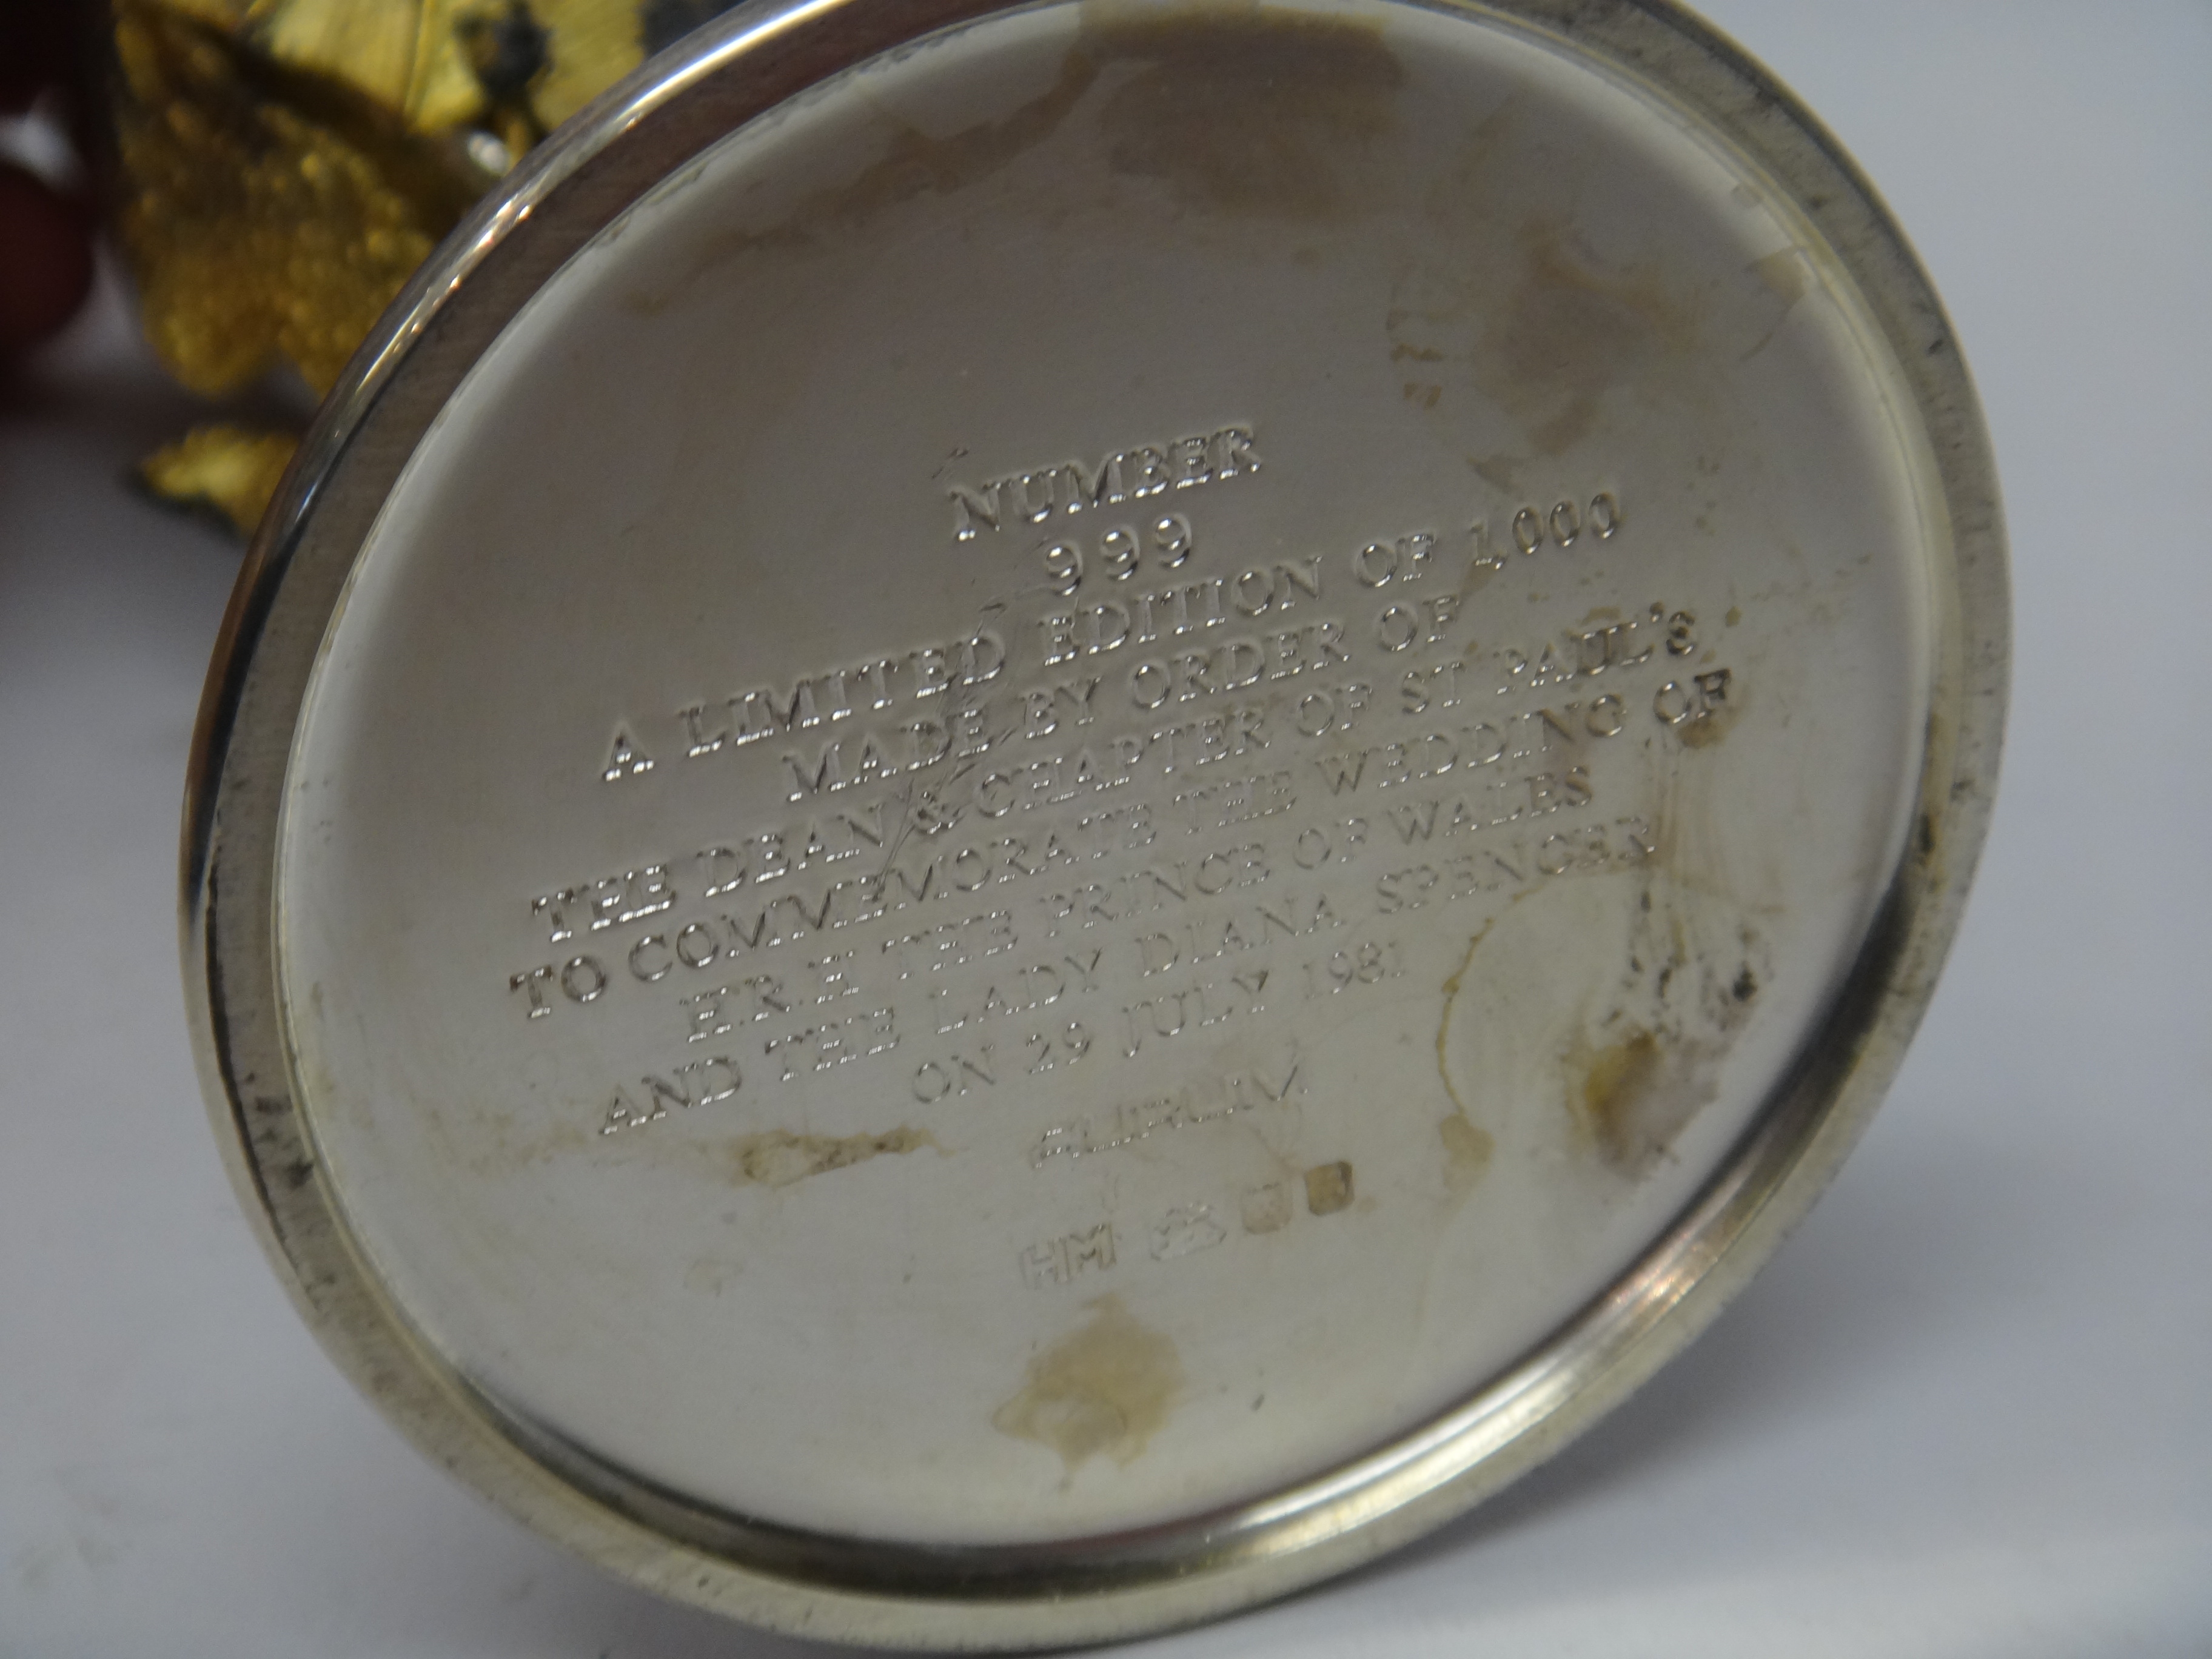 NUMBER
999
A LIMITED EDITION OF 1,000
MADE BY ORDER OF
THE DEAN & CHAPTER OF ST PAUL'S
TO COMMEMORATE THE WEDDING OF
H.R.H. THE PRINCE OF WALES
AND THE LADY DIANA SPENCER
ON 29 JULY 1981
AURUM
HM